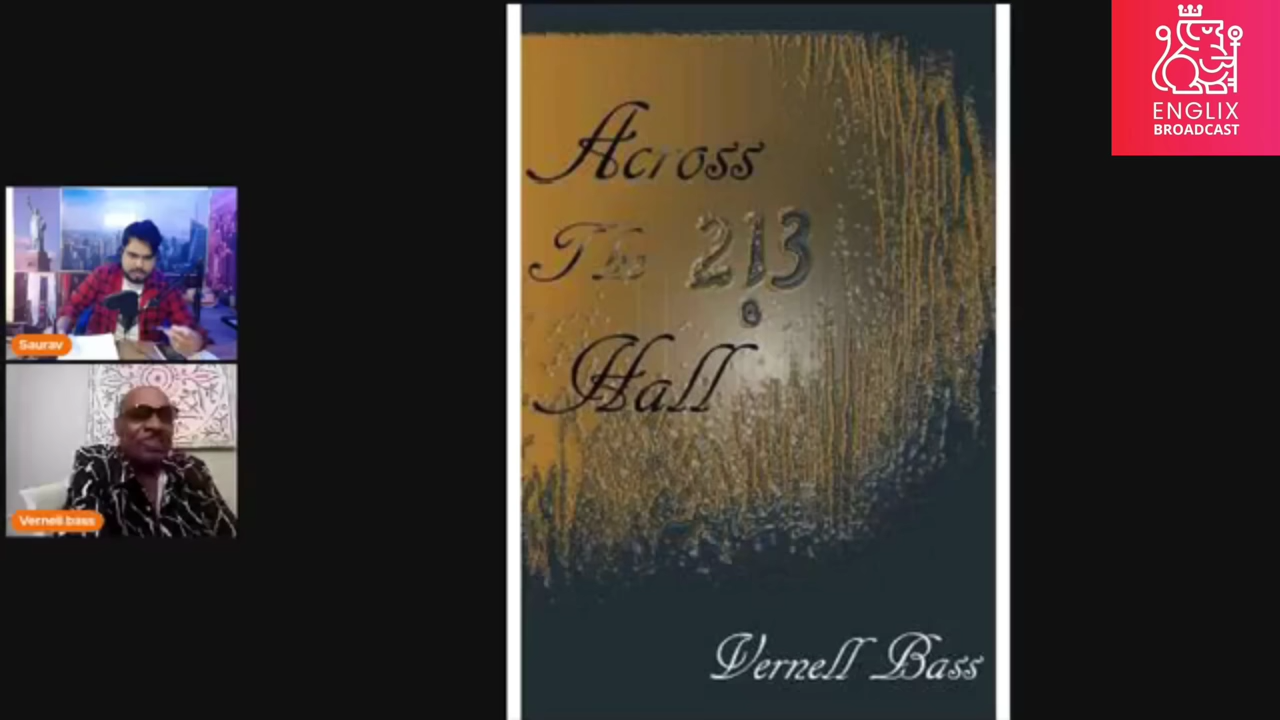 ENGLIX
BROADCAST
Across
The 213
Hall
Vernell Bass
Saurav
Vernell.bass